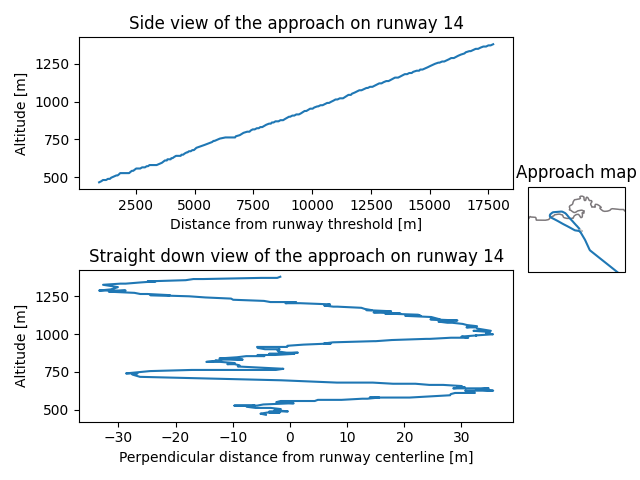 Side view of the approach on runway 14
Altitude [m]
1250
1000
750
500
2500 5000 7500 10000 12500 15000 17500
Distance from runway threshold [m]
Approach map
Straight down view of the approach on runway 14
Altitude [m]
1250
1000
750
500
−30 −20 −10 0 10 20 30
Perpendicular distance from runway centerline [m]